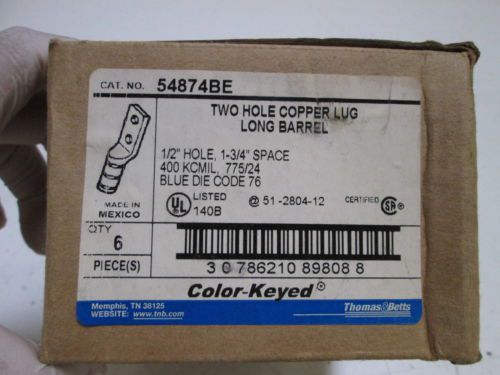 CAT. NO. 54874BE
TWO HOLE COPPER LUG
LONG BARREL
1/2" HOLE, 1-3/4" SPACE
400 KCMIL, 775/24
BLUE DIE CODE 76
MADE IN
MEXICO
UL
LISTED
140B
@ 51-2804-12
CERTIFIED SA
QTY
6
PIECE(S)
3 0 786210 89808 8
Color-Keyed®
Memphis, TN 38125
WEBSITE: www.tnb.com
Thomas&Betts